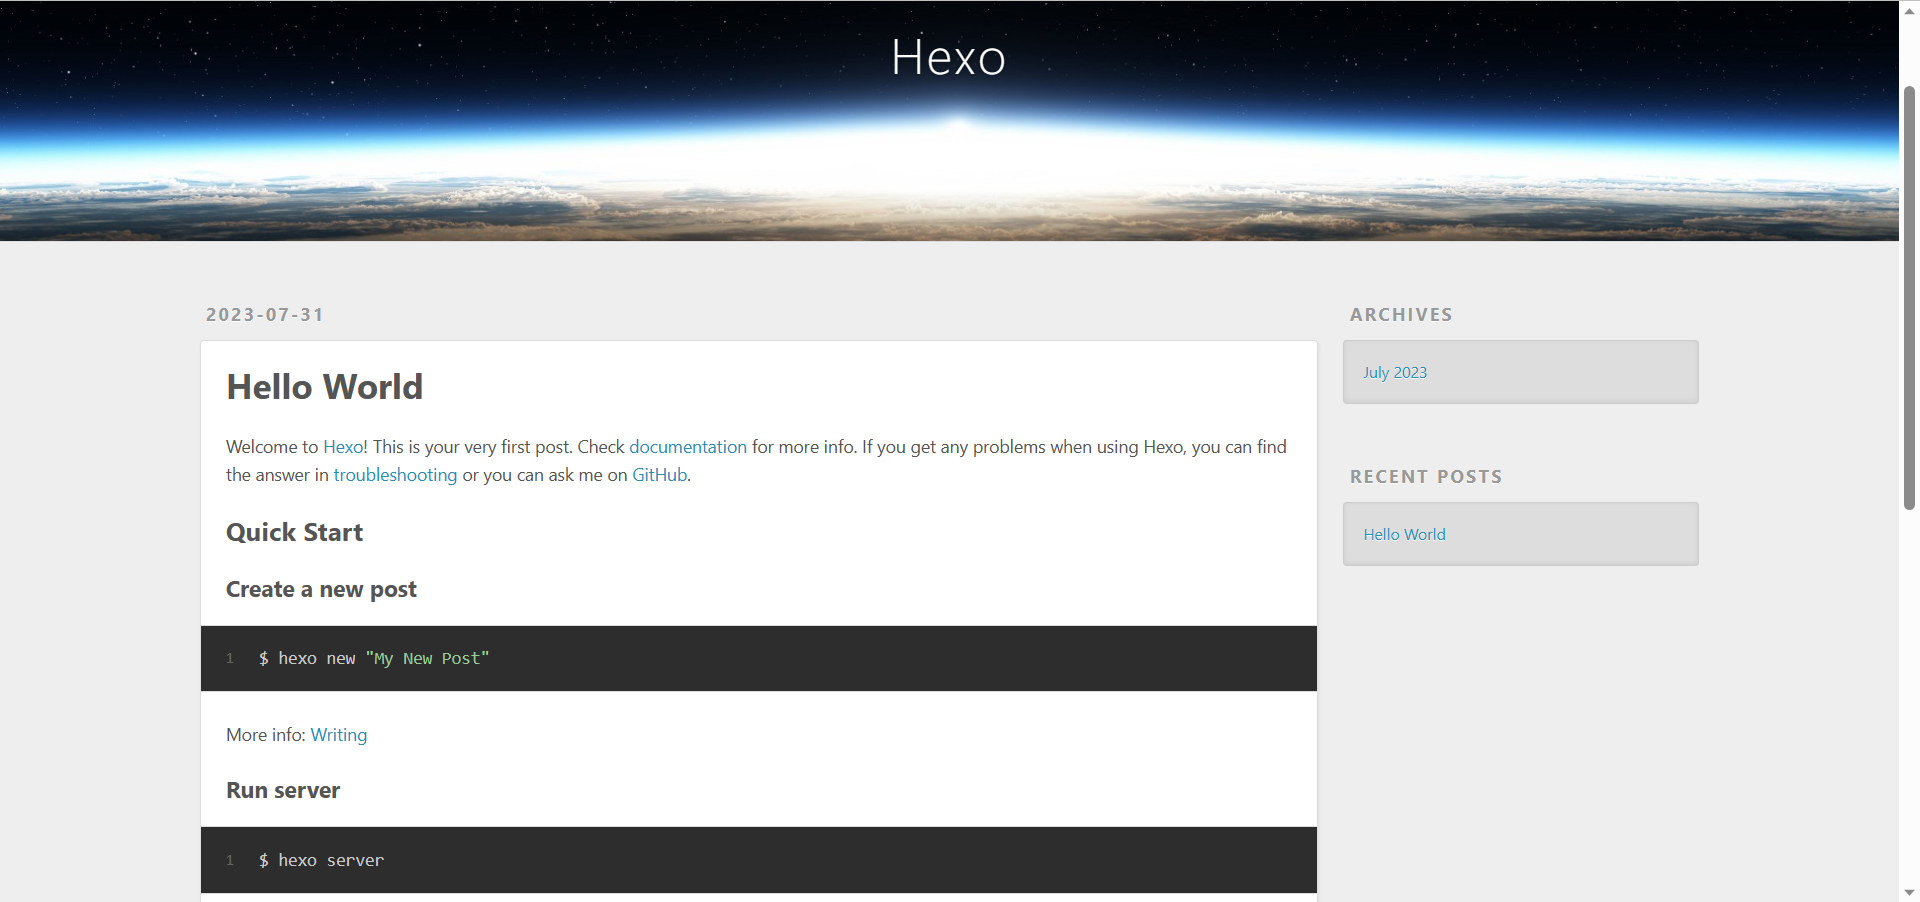 Hexo
2023-07-31
Hello World
Welcome to Hexo! This is your very first post. Check documentation for more info. If you get any problems when using Hexo, you can find
the answer in troubleshooting or you can ask me on GitHub.
Quick Start
Create a new post
1 $ hexo new "My New Post"
More info: Writing
Run server
1 $ hexo server
ARCHIVES
July 2023
RECENT POSTS
Hello World